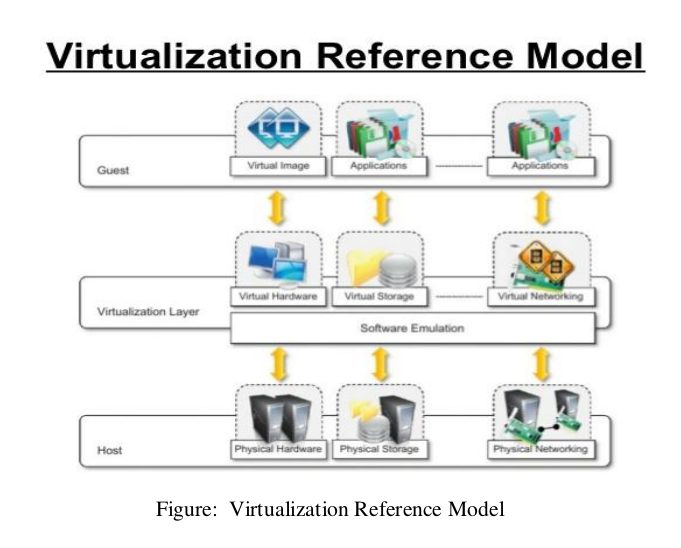 Virtualization Reference Model
Guest
Virtual Image
Applications
Applications
Virtualization Layer
Virtual Hardware
Virtual Storage
Virtual Networking
Software Emulation
Host
Physical Hardware
Physical Storage
Physical Networking
Figure: Virtualization Reference Model